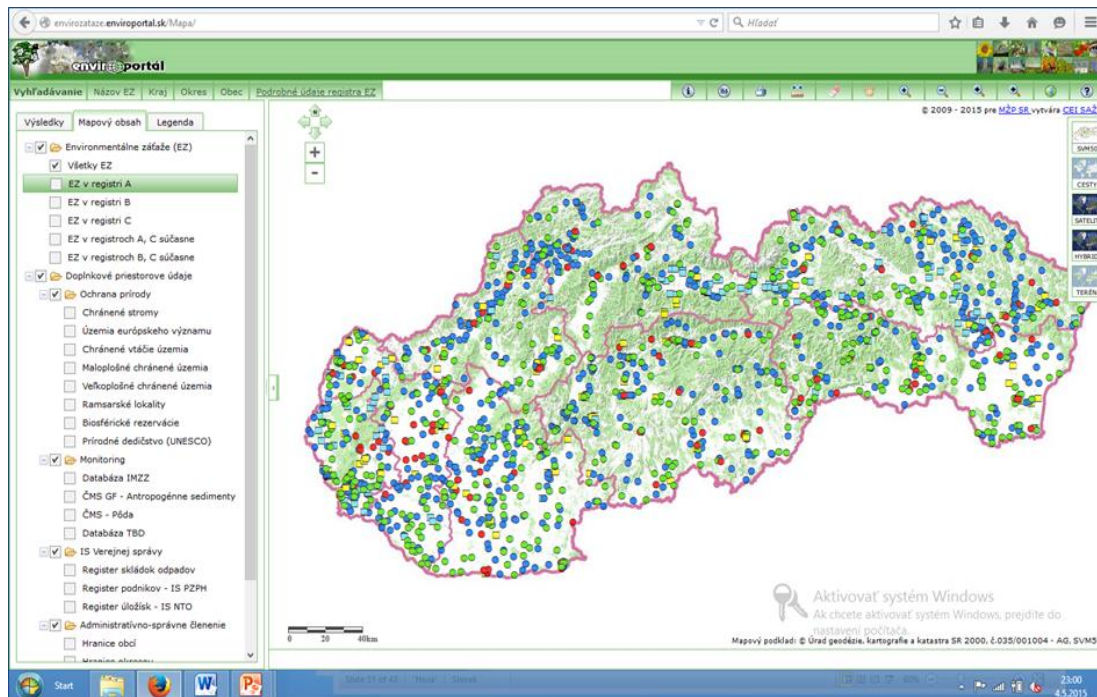 envirozataze.enviroportal.sk/Mapa/
Hľadať
enviroportál
Vyhľadávanie Názov EZ Kraj Okres Obec Podrobné údaje registra EZ
© 2009 - 2015 pre MŽP SR vytvára CEI SAŽ
Výsledky Mapový obsah Legenda
Environmentálne záťaže (EZ)
Všetky EZ
EZ v registri A
EZ v registri B
EZ v registri C
EZ v registroch A, C súčasne
EZ v registroch B, C súčasne
Doplnkové priestorove údaje
Ochrana prírody
Chránené stromy
Územia európskeho významu
Chránené vtáčie územia
Maloplošné chránené územia
Veľkoplošné chránené územia
Ramsarské lokality
Biosférické rezervácie
Prírodné dedičstvo (UNESCO)
Monitoring
Databáza IMZZ
ČMS GF - Antropogénne sedimenty
ČMS - Pôda
Databáza TBD
IS Verejnej správy
Register skládok odpadov
Register podnikov - IS PZPH
Register úložísk - IS NTO
Administratívno-správne členenie
Hranice obcí
Hranice okresov
SVM50
CESTY
SATELIT
HYBRID
TERÉN
0 20 40km
Aktivovať systém Windows
Ak chcete aktivovať systém Windows, prejdite do
nastavení počítača.
Mapový podklad: © Úrad geodézie, kartografie a katastra SR 2000, č.035/001004 - AG, SVM5
Start
23:00
4.5.2015